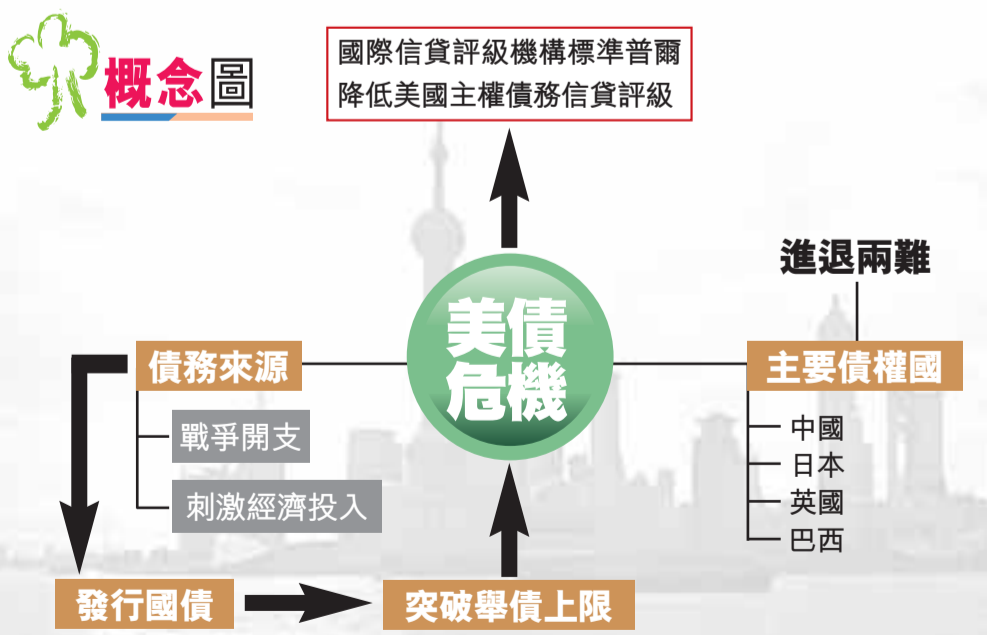 概念圖
國際信貸評級機構標準普爾
降低美國主權債務信貸評級
進退兩難
美債
危機
債務來源
戰爭開支
刺激經濟投入
主要債權國
中國
日本
英國
巴西
發行國債
突破舉債上限